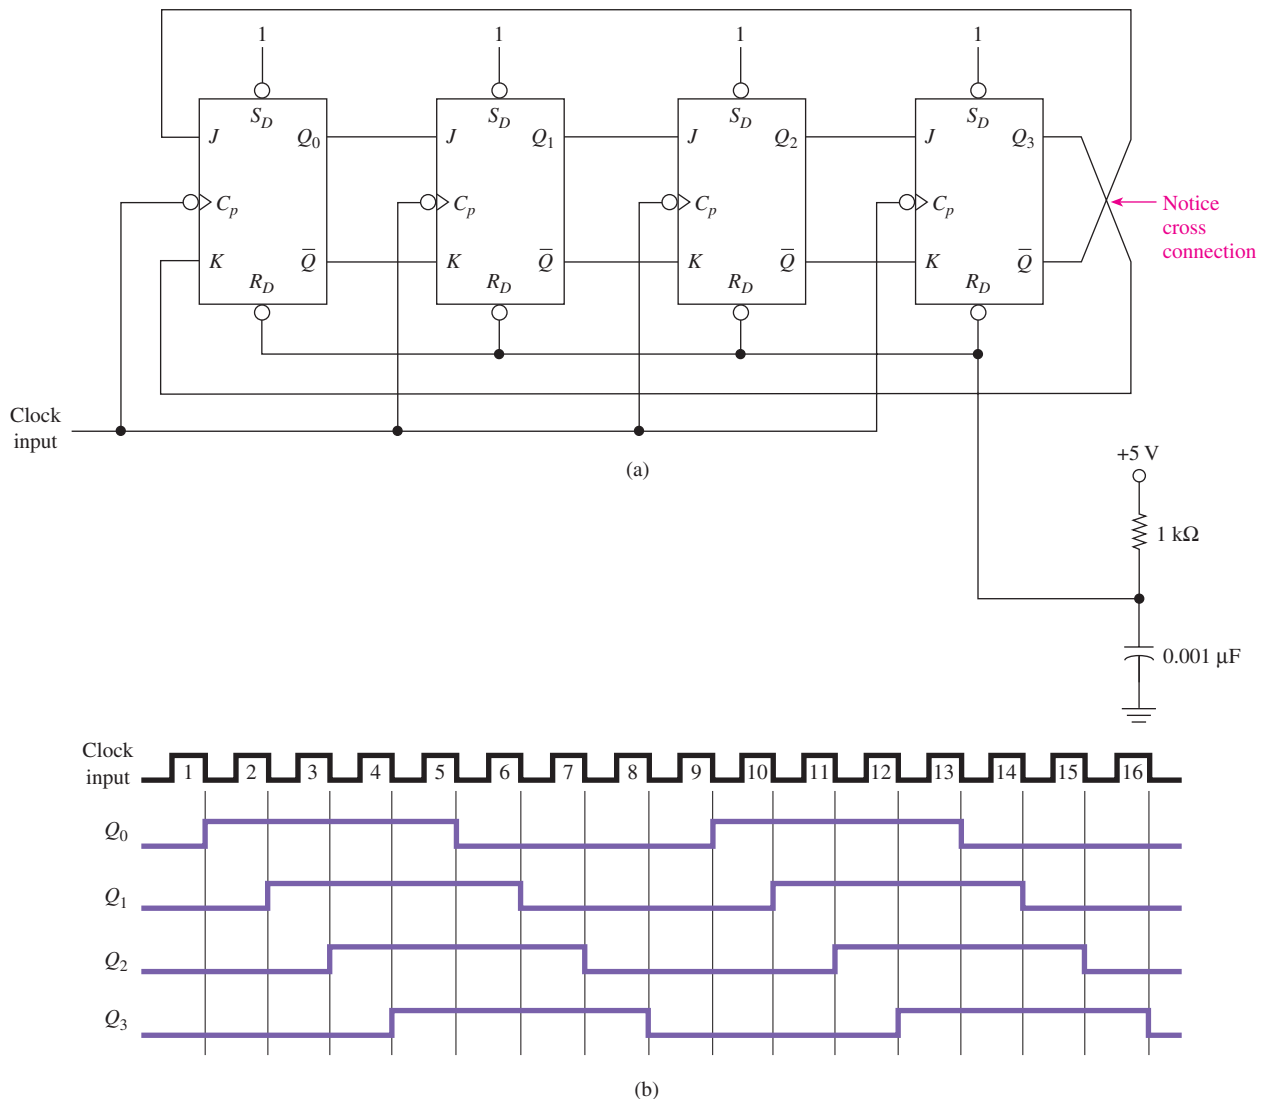 1 1 1 1
S_D S_D S_D S_D
J Q_0 J Q_1 J Q_2 J Q_3
C_p C_p C_p C_p
Notice
cross
connection
K Q̅ K Q̅ K Q̅ K Q̅
R_D R_D R_D R_D
Clock
input
(a)
+5 V
1 kΩ
0.001 μF
Clock
input
1 2 3 4 5 6 7 8 9 10 11 12 13 14 15 16
Q_0
Q_1
Q_2
Q_3
(b)